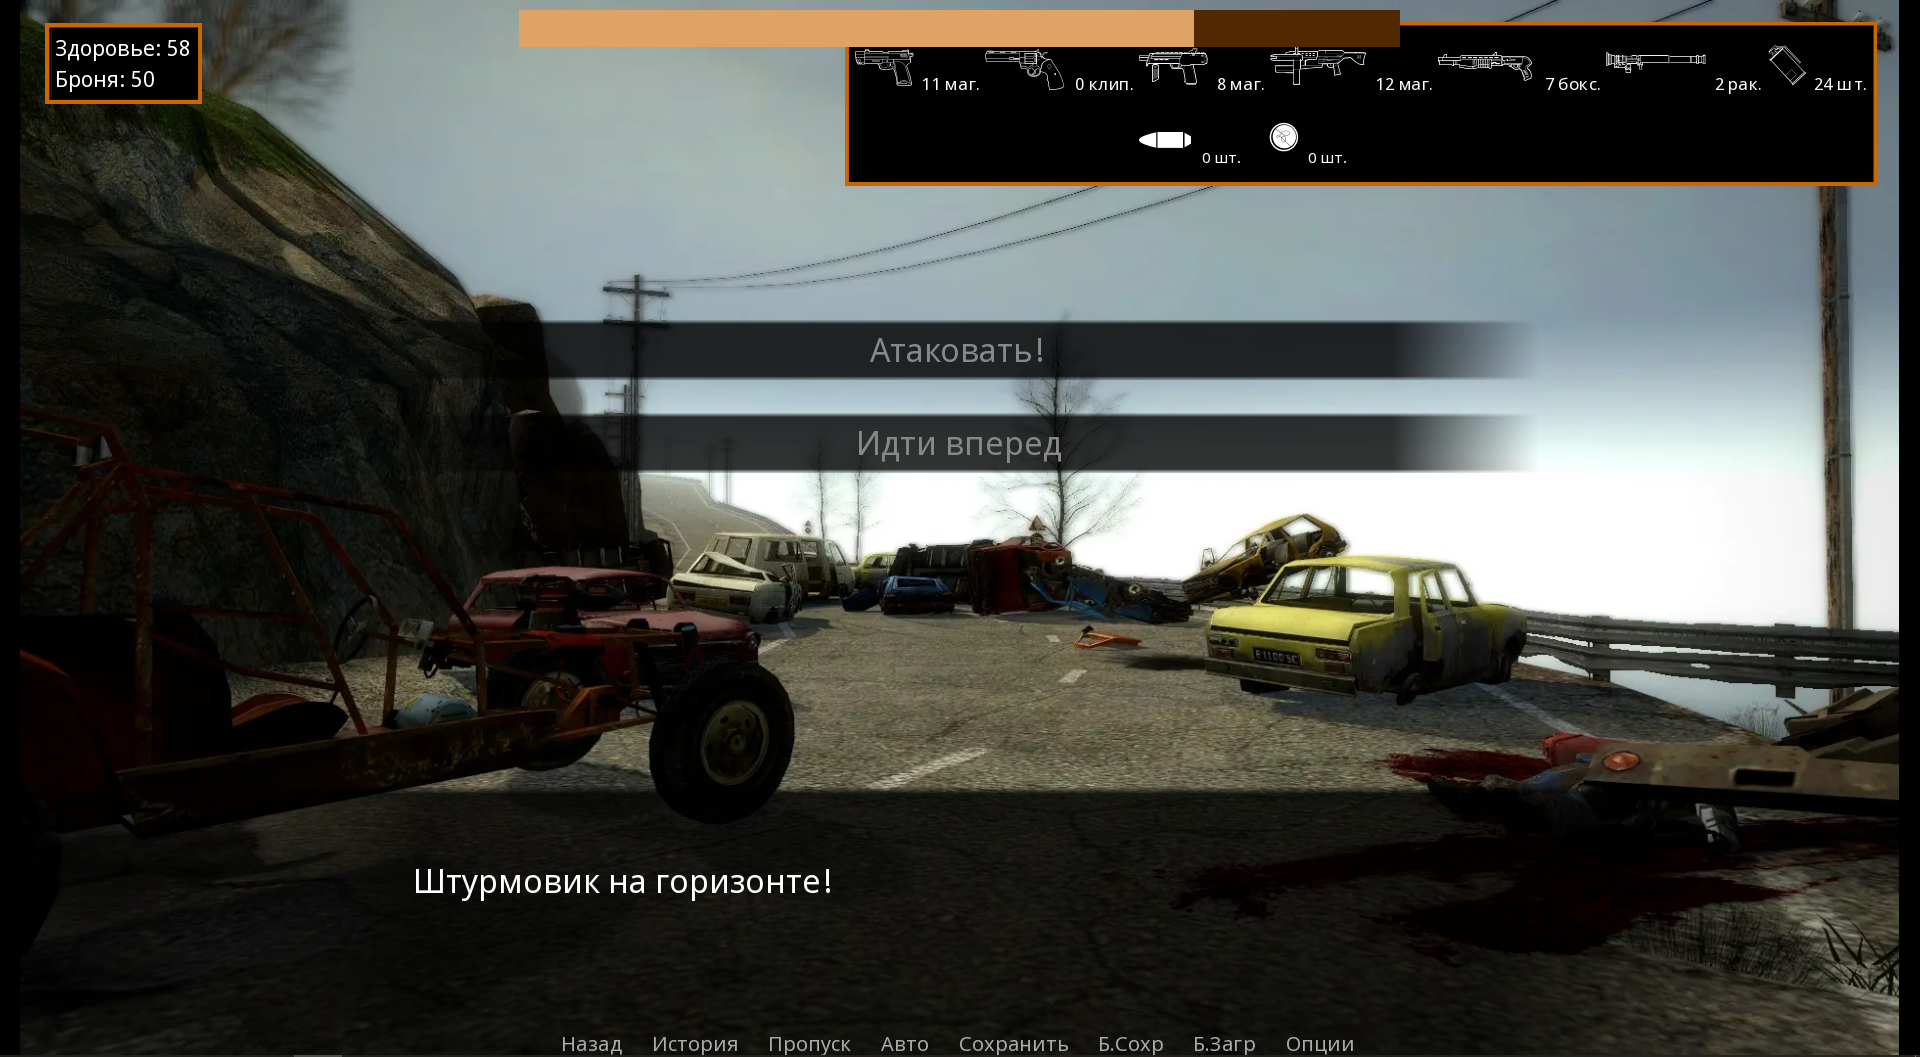 Здоровье: 58
Броня: 50
11 маг.
0 клип.
8 маг.
12 маг.
7 бокс.
2 рак.
24 шт.
0 шт.
0 шт.
Атаковать!
Идти вперед
Штурмовик на горизонте!
Назад
История
Пропуск
Авто
Сохранить
Б.Сохр
Б.Загр
Опции